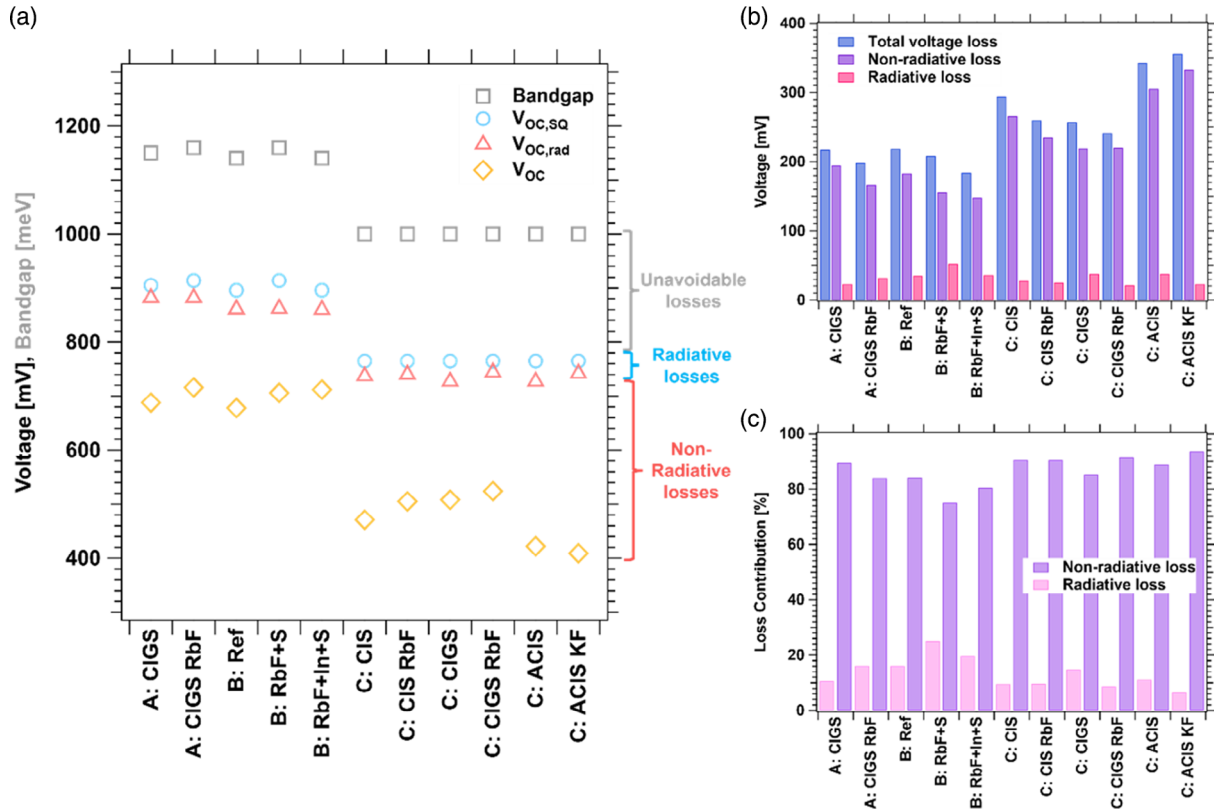 (a)
Voltage [mV], Bandgap [meV]
1200
1000
800
600
400
Bandgap
VOC,SQ
VOC,rad
VOC
Unavoidable
losses
Radiative
losses
Non-
Radiative
losses
A: CIGS
A: CIGS RbF
B: Ref
B: RbF+S
B: RbF+In+S
C: CIS
C: CIS RbF
C: CIGS
C: CIGS RbF
C: ACIS
C: ACIS KF
(b)
Voltage [mV]
400
300
200
100
0
Total voltage loss
Non-radiative loss
Radiative loss
A: CIGS
A: CIGS RbF
B: Ref
B: RbF+S
B: RbF+In+S
C: CIS
C: CIS RbF
C: CIGS
C: CIGS RbF
C: ACIS
C: ACIS KF
(c)
Loss Contribution [%]
100
80
60
40
20
0
Non-radiative loss
Radiative loss
A: CIGS
A: CIGS RbF
B: Ref
B: RbF+S
B: RbF+In+S
C: CIS
C: CIS RbF
C: CIGS
C: CIGS RbF
C: ACIS
C: ACIS KF